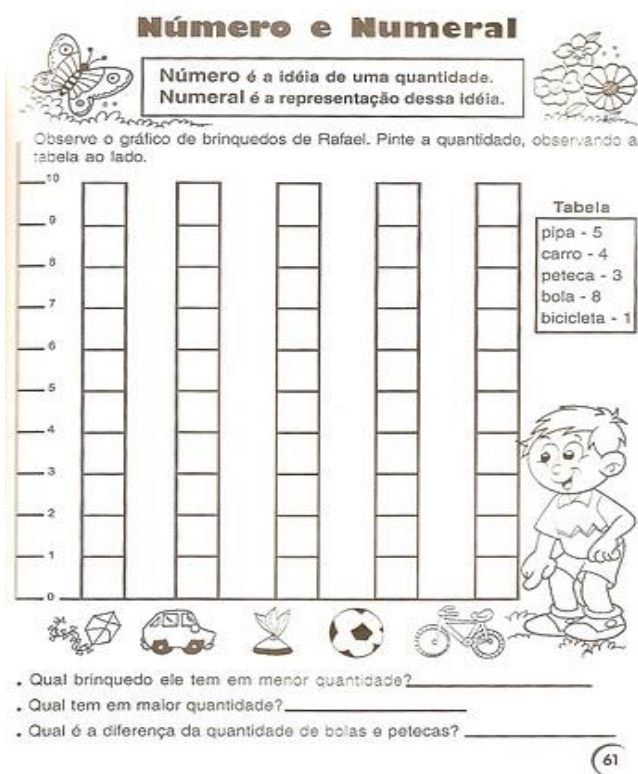 Número e Numeral
Número é a idéia de uma quantidade.
Numeral é a representação dessa idéia.
Observe o gráfico de brinquedos de Rafael. Pinte a quantidade, observando a
tabela ao lado.
10
9
8
7
6
5
4
3
2
1
0
Tabela
pipa - 5
carro - 4
peteca - 3
bola - 8
bicicleta - 1
. Qual brinquedo ele tem em menor quantidade?
. Qual tem em maior quantidade?
. Qual é a diferença da quantidade de bolas e petecas?
61